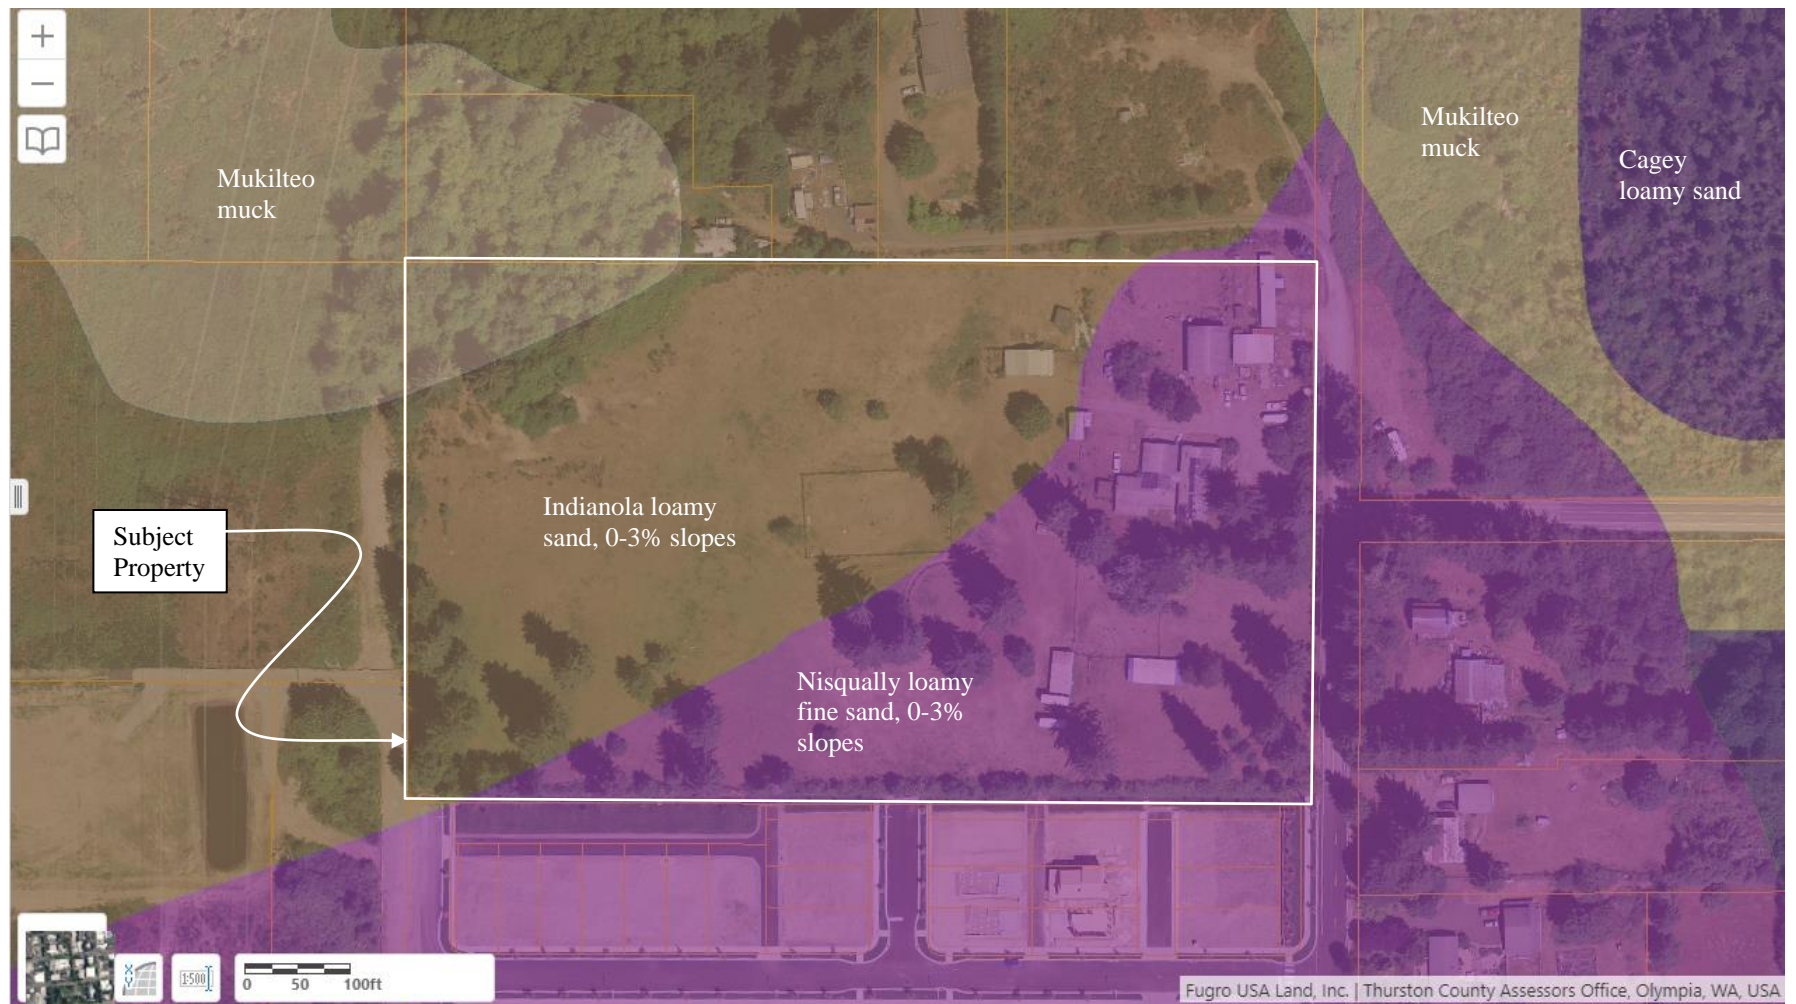 Mukilteo
muck
Mukilteo
muck
Cagey
loamy sand
Indianola loamy
sand, 0-3% slopes
Subject
Property
Nisqually loamy
fine sand, 0-3%
slopes
1:500
0 50 100ft
Fugro USA Land, Inc. | Thurston County Assessors Office, Olympia, WA, USA